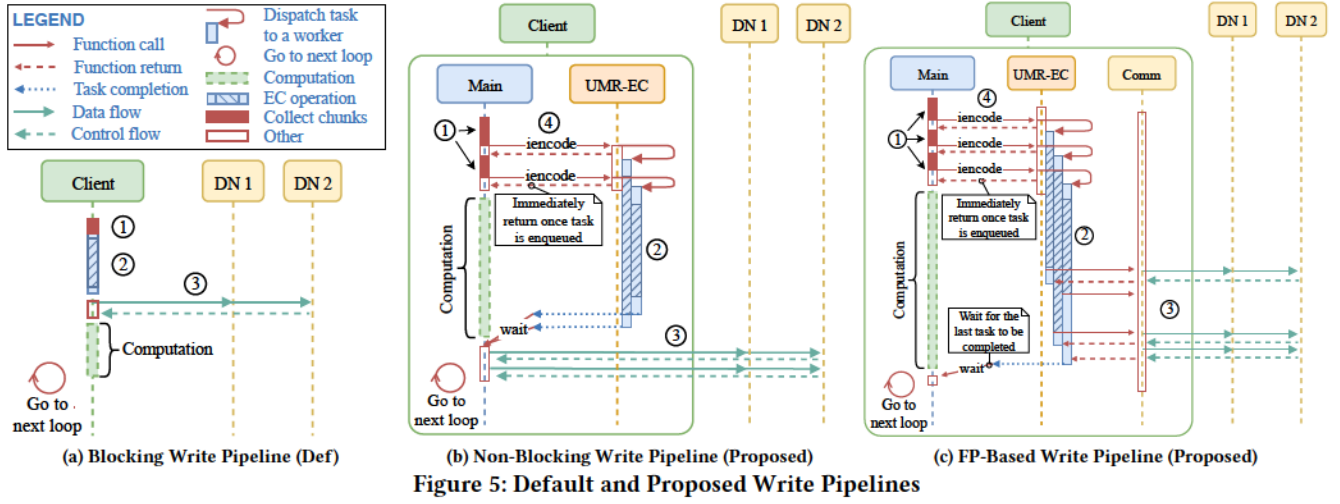 LEGEND
Function call
Function return
Task completion
Data flow
Control flow
Dispatch task
to a worker
Go to next loop
Computation
EC operation
Collect chunks
Other
Client
DN 1
DN 2
1
2
3
Computation
Go to
next loop
(a) Blocking Write Pipeline (Def)
Client
DN 1
DN 2
Main
UMR-EC
1
4
iencode
iencode
Immediately
return once task
is enqueued
Computation
2
wait
3
Go to
next loop
(b) Non-Blocking Write Pipeline (Proposed)
Client
DN 1
DN 2
Main
UMR-EC
Comm
4
1
iencode
iencode
iencode
Immediately
return once task
is enqueued
Computation
2
3
Wait for the
last task to be
completed
wait
Go to
next loop
(c) FP-Based Write Pipeline (Proposed)
Figure 5: Default and Proposed Write Pipelines